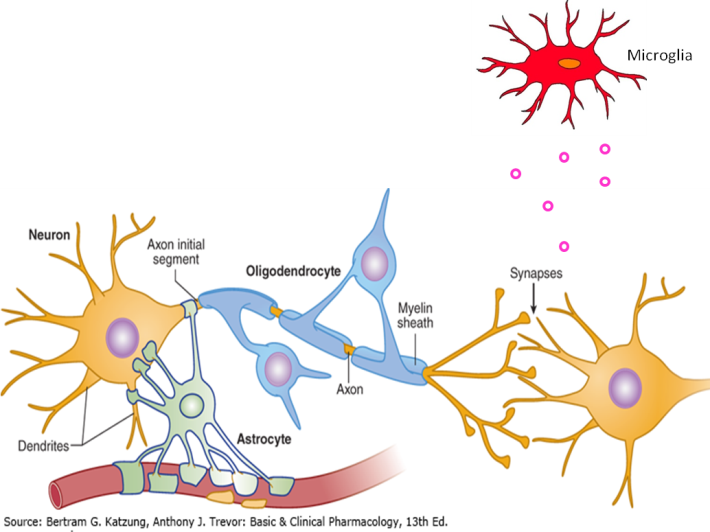 Microglia
Neuron
Axon initial
segment
Oligodendrocyte
Synapses
Myelin
sheath
Axon
Dendrites
Astrocyte
Source: Bertram G. Katzung, Anthony J. Trevor: Basic & Clinical Pharmacology, 13th Ed.